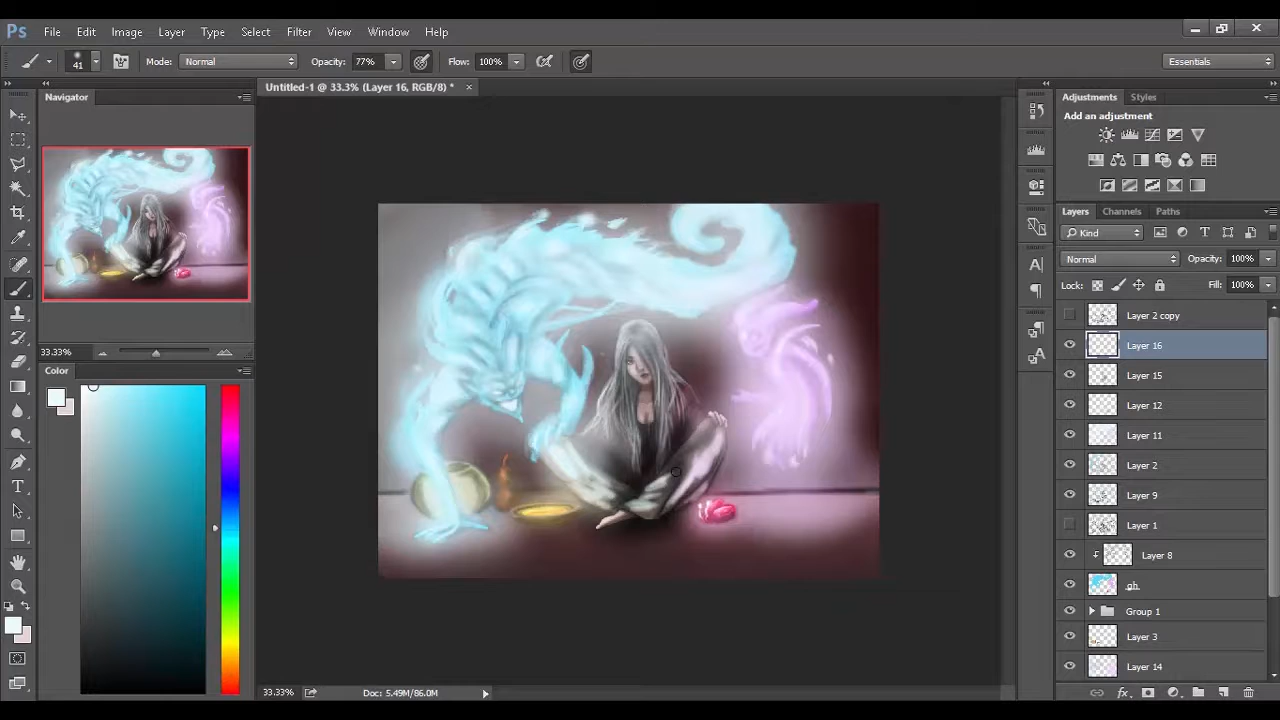 Ps File Edit Image Layer Type Select Filter View Window Help
41 Mode: Normal Opacity: 77% Flow: 100% Essentials
Untitled-1 @ 33.3% (Layer 16, RGB/8) * ×
Navigator
33.33%
Color
33.33% Doc: 5.49M/86.0M
Adjustments Styles
Add an adjustment
Layers Channels Paths
Kind
Normal Opacity: 100%
Lock: Fill: 100%
Layer 2 copy
Layer 16
Layer 15
Layer 12
Layer 11
Layer 2
Layer 9
Layer 1
Layer 8
gh
Group 1
Layer 3
Layer 14